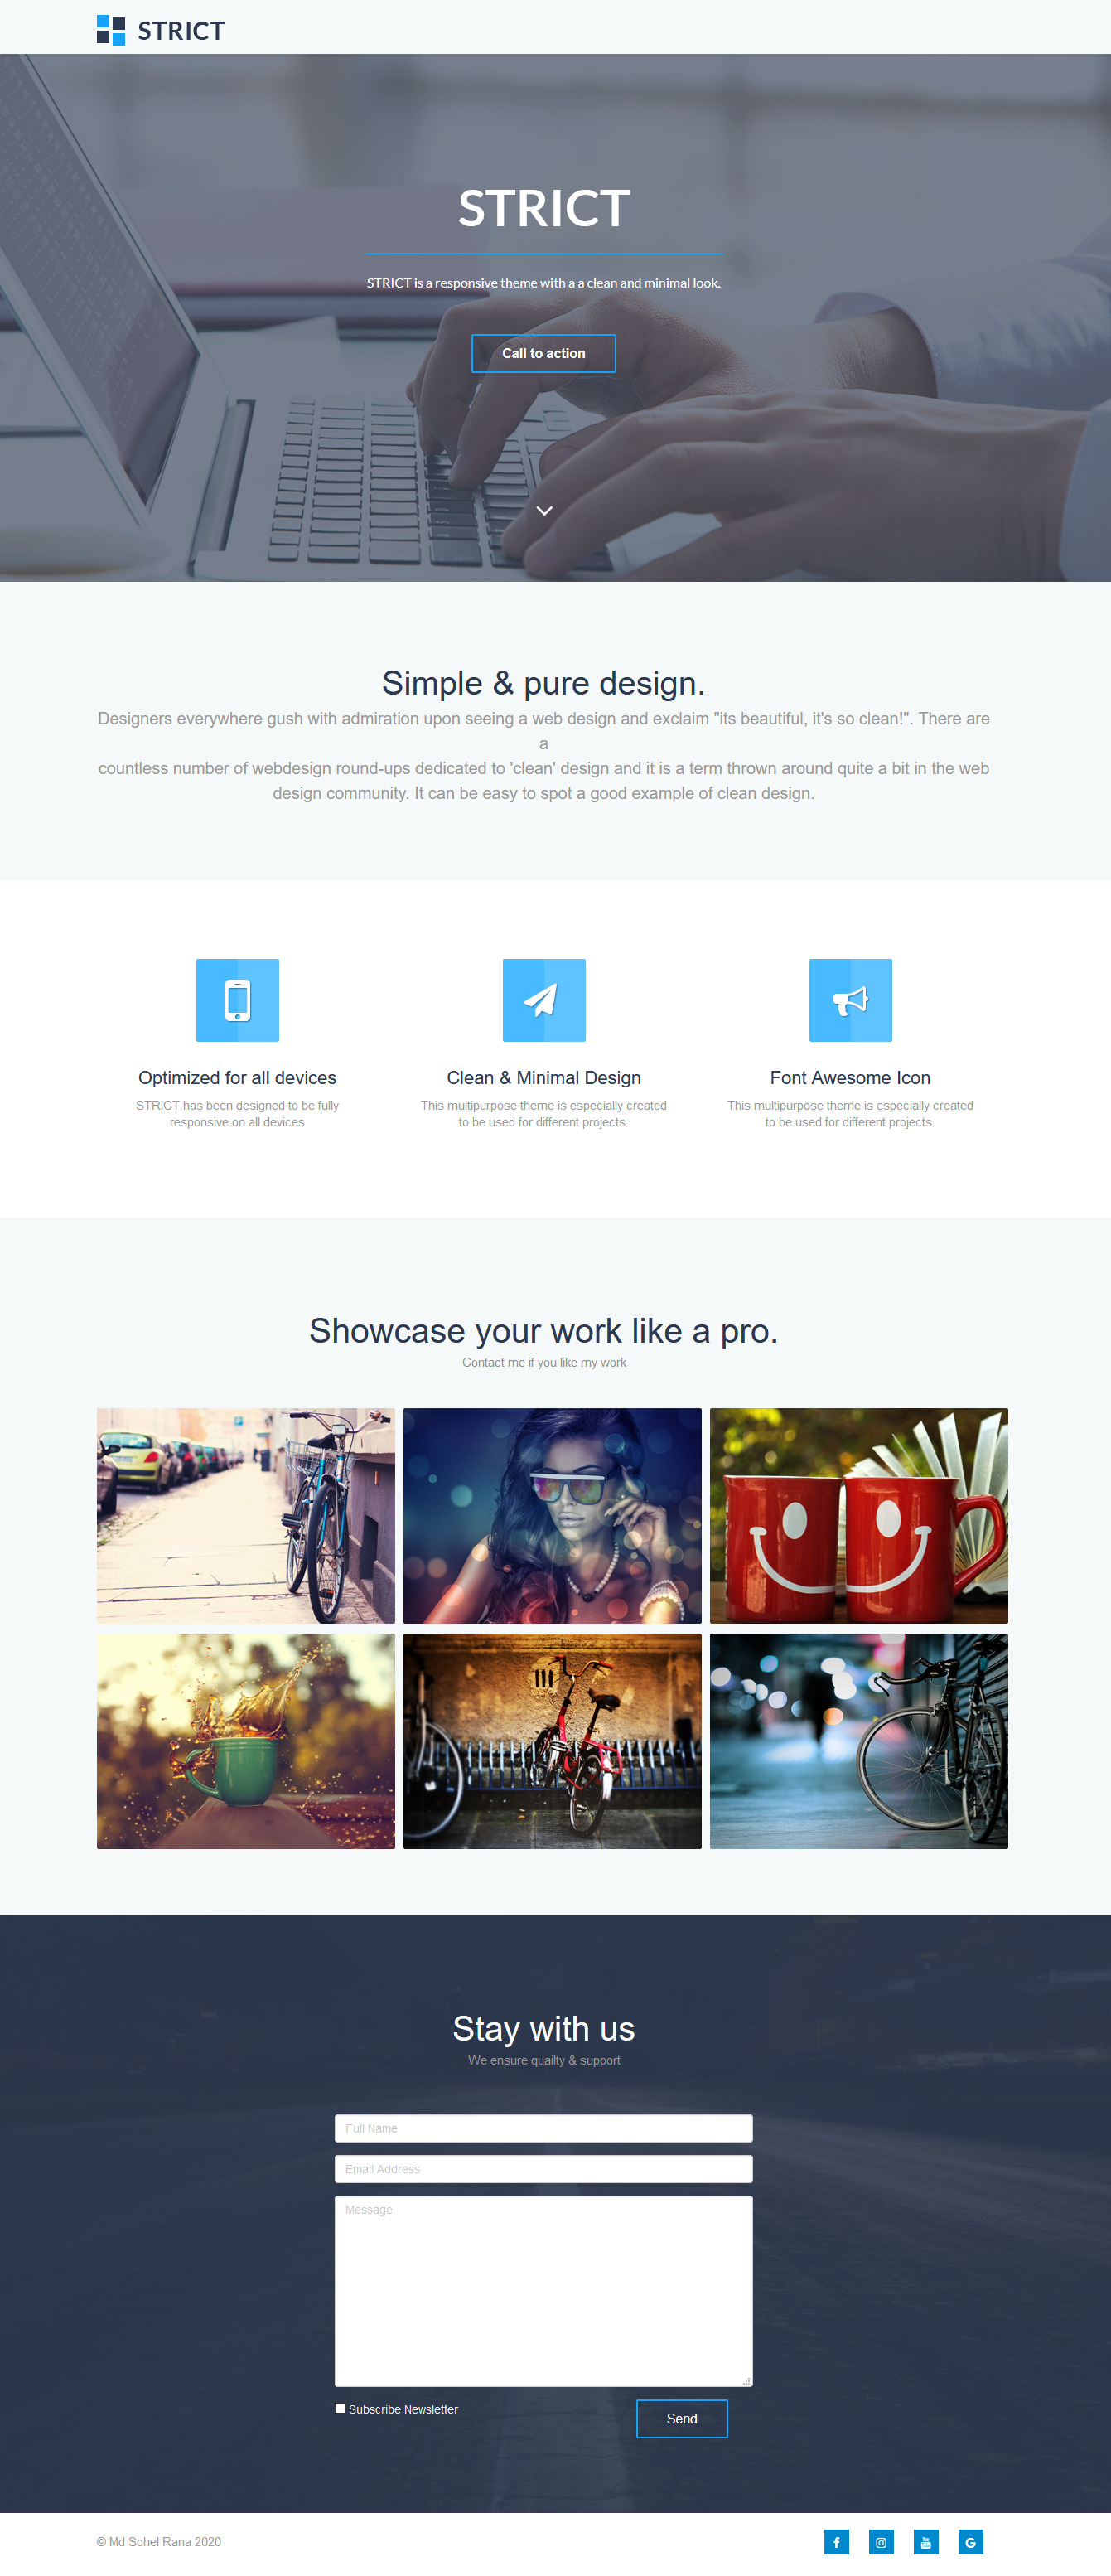 STRICT
STRICT
STRICT is a responsive theme with a a clean and minimal look.
Call to action
Simple & pure design.
Designers everywhere gush with admiration upon seeing a web design and exclaim "its beautiful, it's so clean!". There are
a
countless number of webdesign round-ups dedicated to 'clean' design and it is a term thrown around quite a bit in the web
design community. It can be easy to spot a good example of clean design.
Optimized for all devices
STRICT has been designed to be fully
responsive on all devices
Clean & Minimal Design
This multipurpose theme is especially created
to be used for different projects.
Font Awesome Icon
This multipurpose theme is especially created
to be used for different projects.
Showcase your work like a pro.
Contact me if you like my work
Stay with us
We ensure quailty & support
Full Name
Email Address
Message
Subscribe Newsletter
Send
© Md Sohel Rana 2020